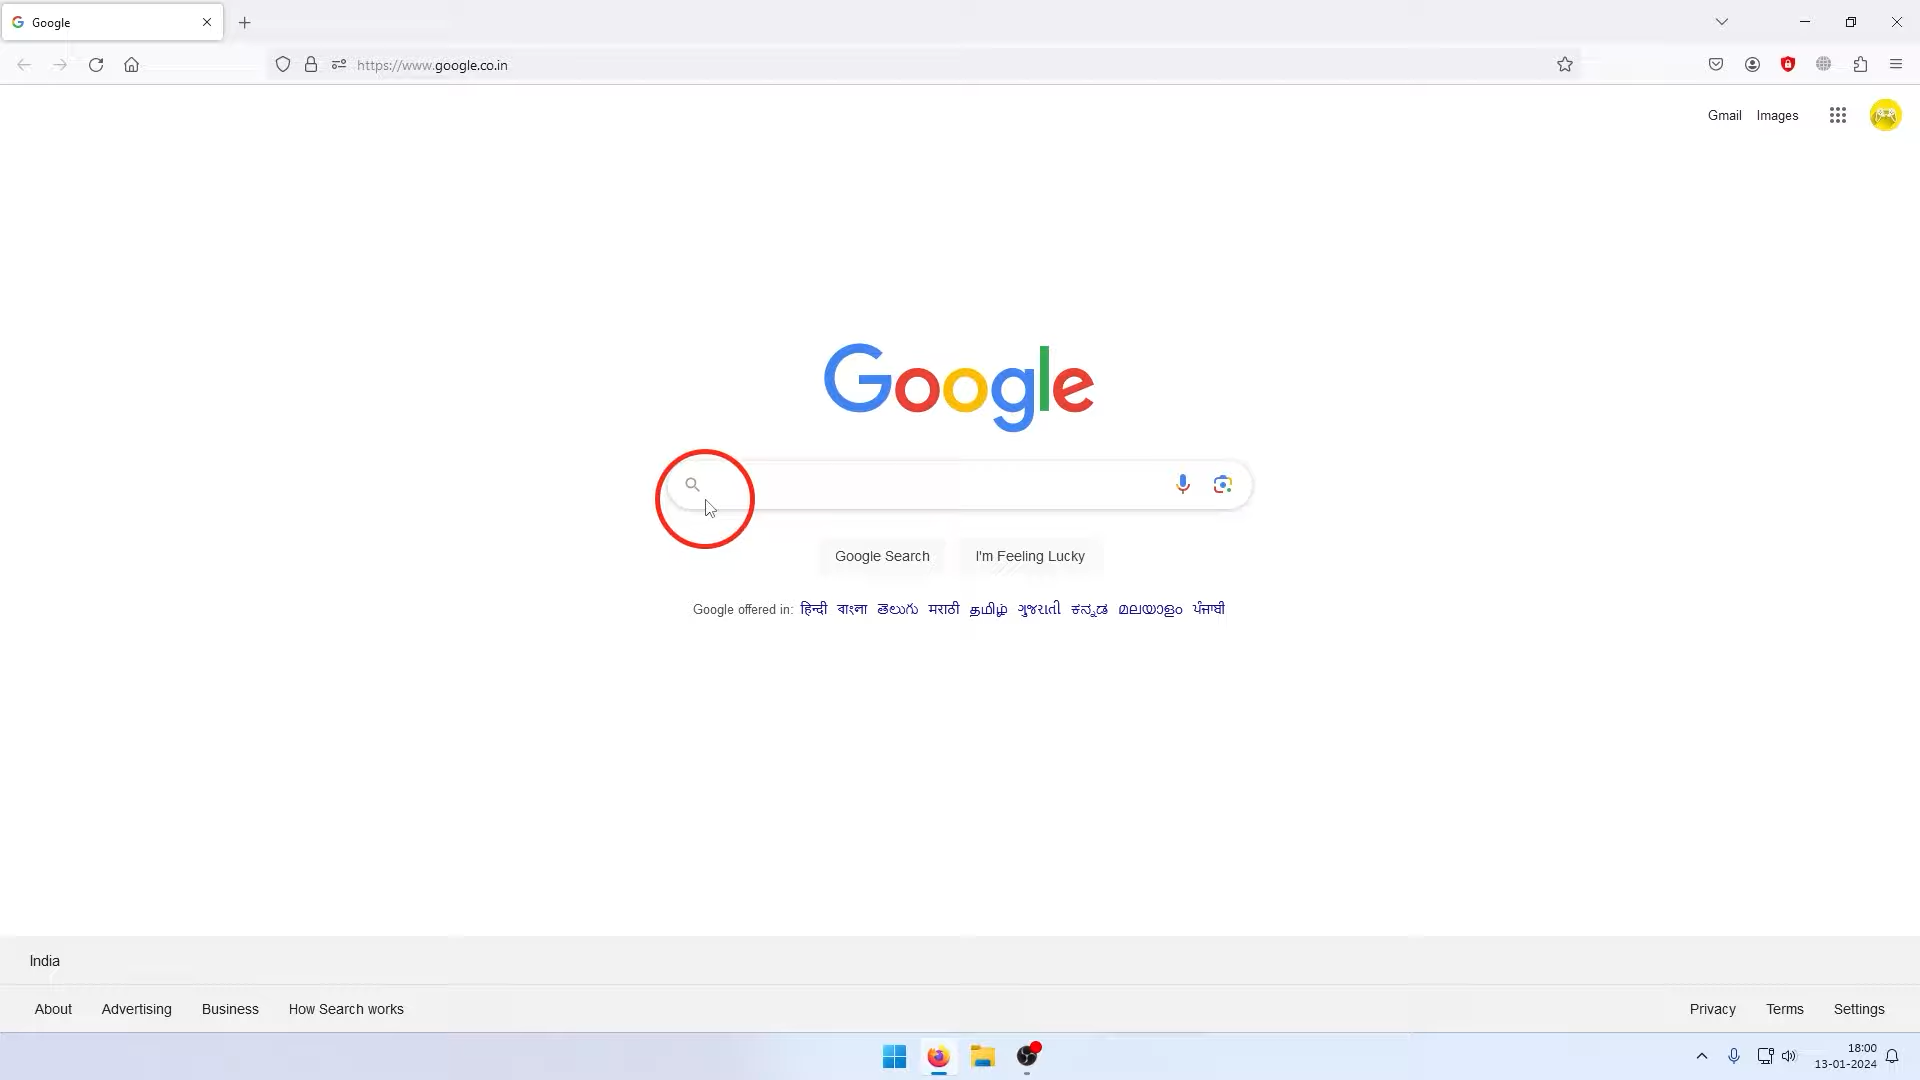 Google
https://www.google.co.in
Gmail Images
Google
Google Search I'm Feeling Lucky
Google offered in: हिन्दी বাংলা తెలుగు मराठी தமிழ் ગુજરાતી ಕನ್ನಡ മലയാളം ਪੰਜਾਬੀ
India
About Advertising Business How Search works Privacy Terms Settings
18:00
13-01-2024